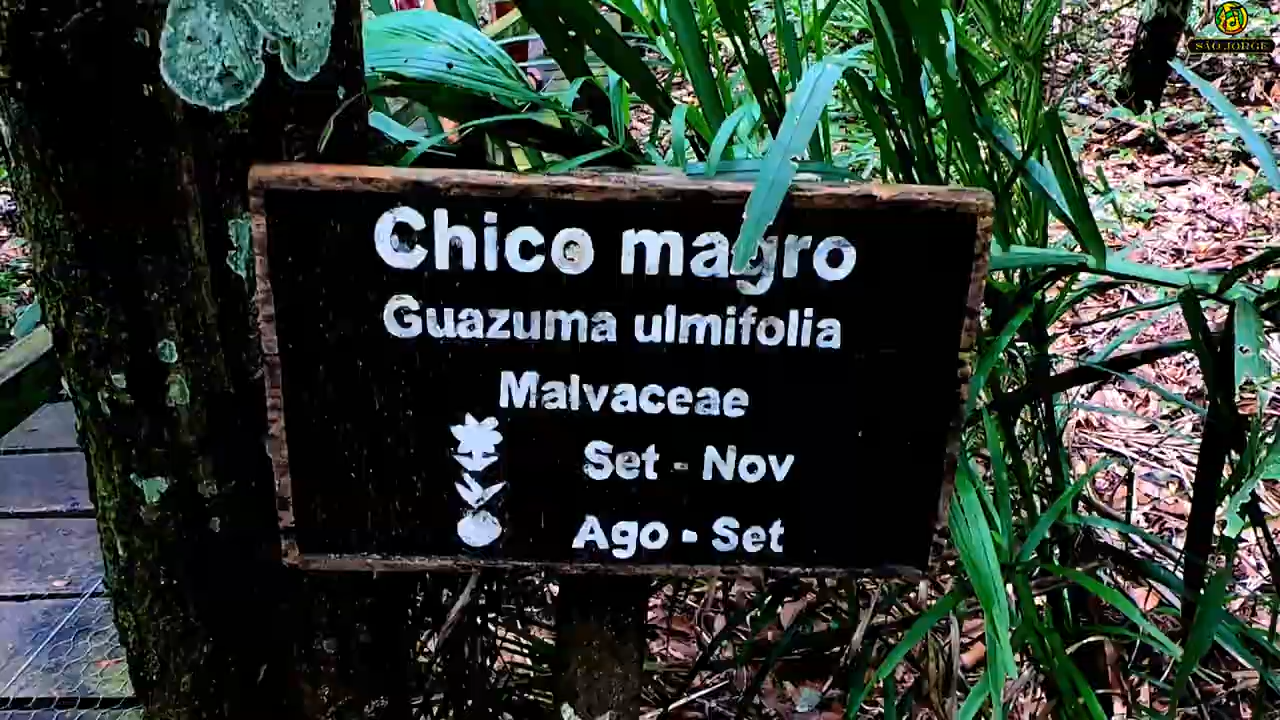 SÃO JORGE
Chico magro
Guazuma ulmifolia
Malvaceae
Set - Nov
Ago - Set